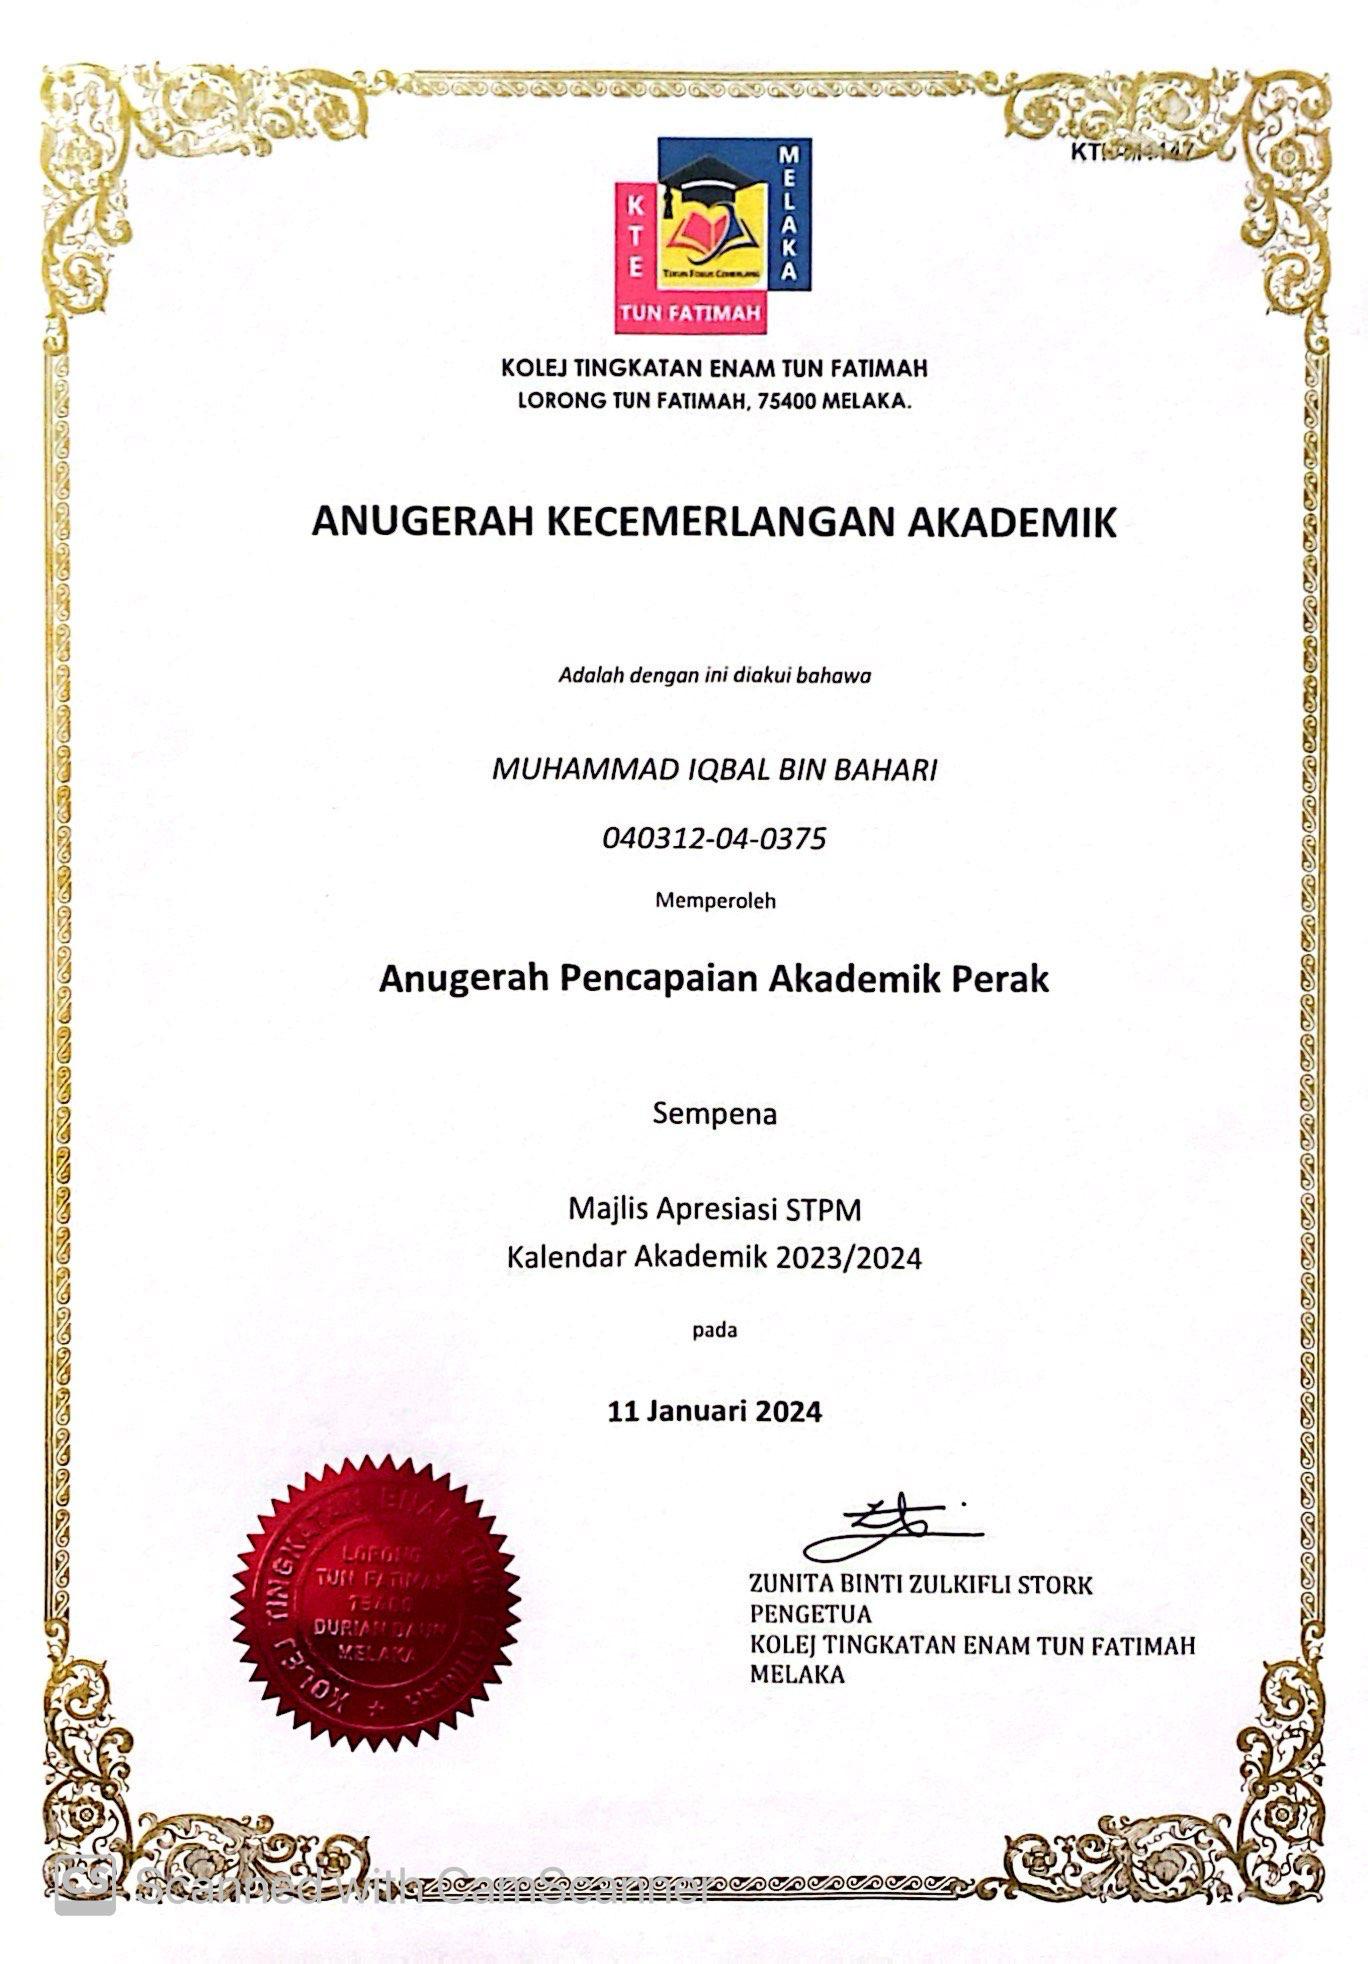 KTE
MELAKA
TEKUN FOKUS CEMERLANG
TUN FATIMAH
KOLEJ TINGKATAN ENAM TUN FATIMAH
LORONG TUN FATIMAH, 75400 MELAKA.
ANUGERAH KECEMERLANGAN AKADEMIK
Adalah dengan ini diakui bahawa
MUHAMMAD IQBAL BIN BAHARI
040312-04-0375
Memperoleh
Anugerah Pencapaian Akademik Perak
Sempena
Majlis Apresiasi STPM
Kalendar Akademik 2023/2024
pada
11 Januari 2024
KOLEJ TINGKATAN ENAM TUN FATIMAH
LORONG
TUN FATIMAH
75400
DURIAN DAUN
MELAKA
ZUNITA BINTI ZULKIFLI STORK
PENGETUA
KOLEJ TINGKATAN ENAM TUN FATIMAH
MELAKA
CS Scanned with CamScanner